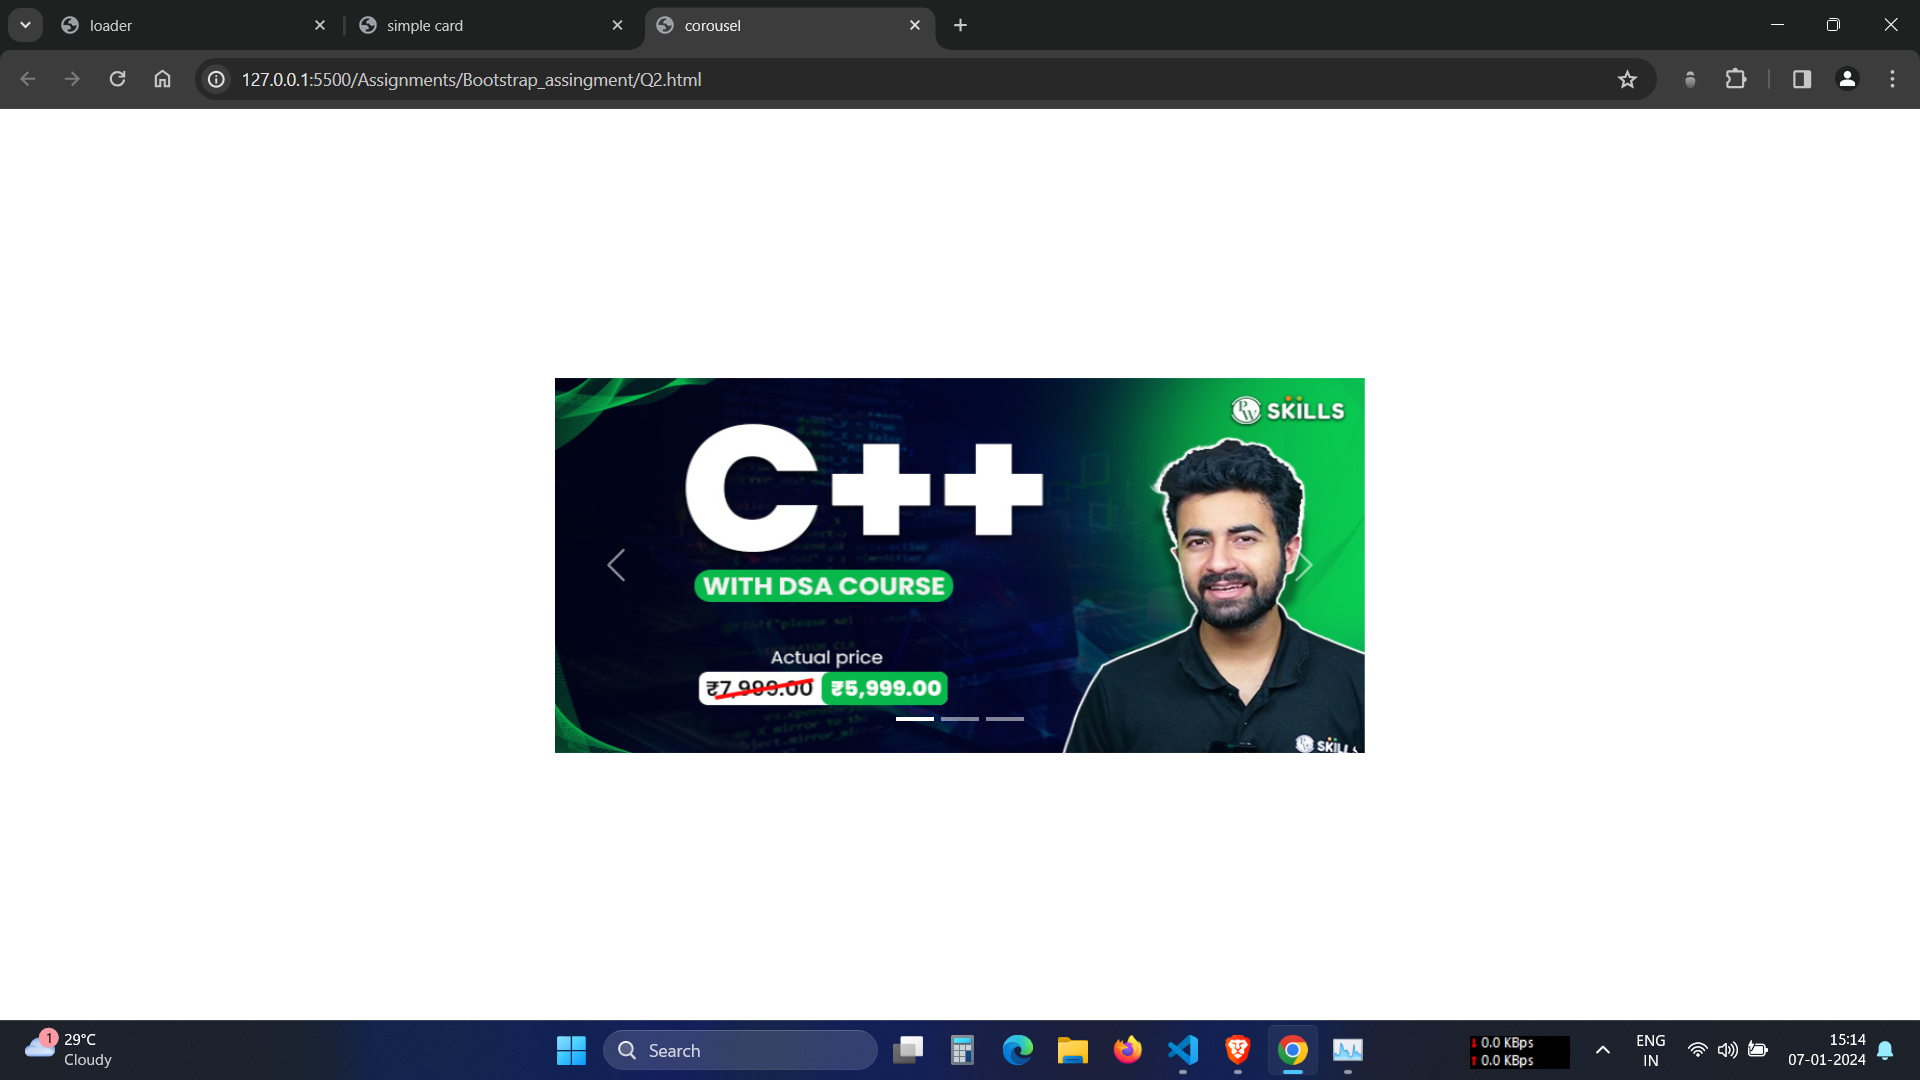 loader
simple card
corousel
127.0.0.1:5500/Assignments/Bootstrap_assingment/Q2.html
PW SKILLS
C++
WITH DSA COURSE
Actual price
₹7,999.00 ₹5,999.00
SKILLS
1
29°C
Cloudy
Search
0.0 KBps
0.0 KBps
ENG
IN
15:14
07-01-2024